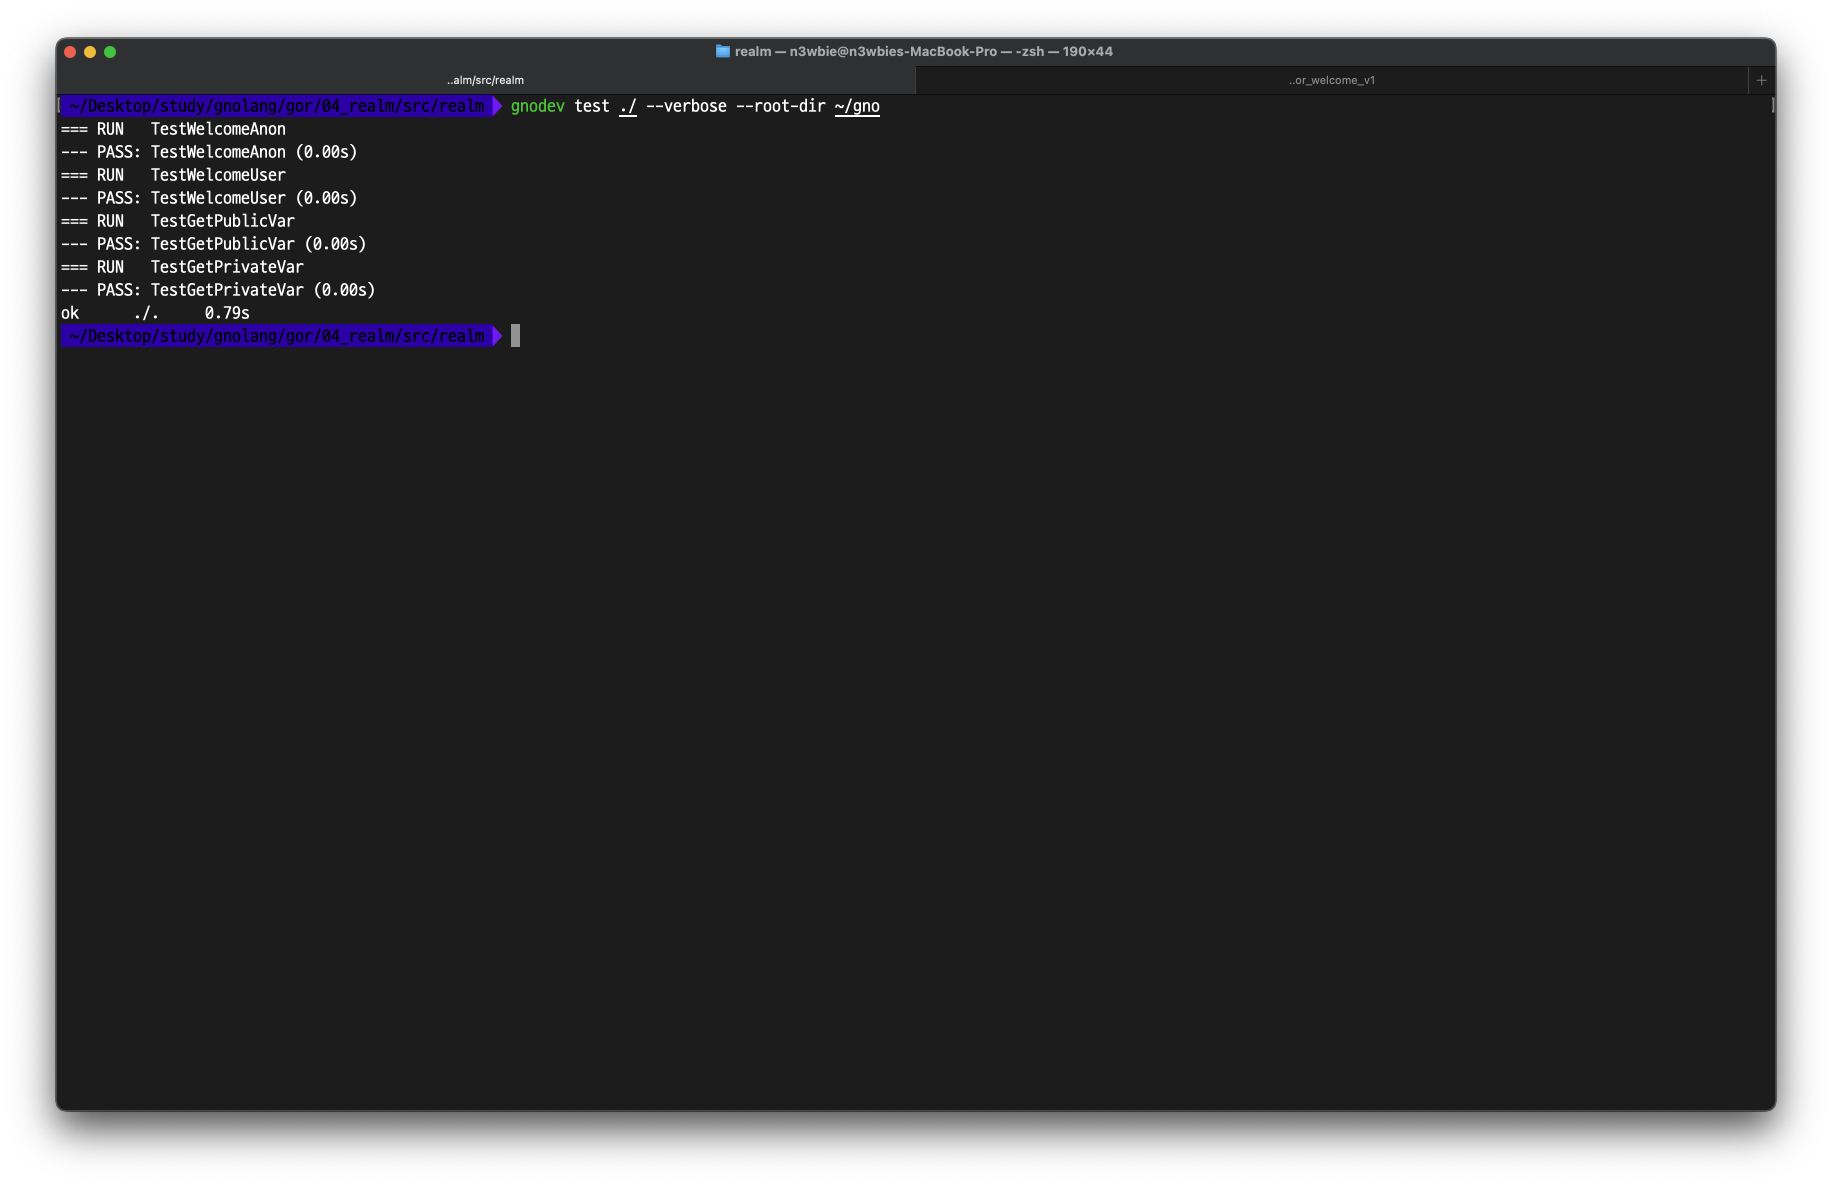 realm — n3wbie@n3wbies-MacBook-Pro — -zsh — 190×44
..alm/src/realm
..or_welcome_v1
~/Desktop/study/gnolang/gor/04_realm/src/realm gnodev test ./ --verbose --root-dir ~/gno
=== RUN   TestWelcomeAnon
--- PASS: TestWelcomeAnon (0.00s)
=== RUN   TestWelcomeUser
--- PASS: TestWelcomeUser (0.00s)
=== RUN   TestGetPublicVar
--- PASS: TestGetPublicVar (0.00s)
=== RUN   TestGetPrivateVar
--- PASS: TestGetPrivateVar (0.00s)
ok      ./.     0.79s
~/Desktop/study/gnolang/gor/04_realm/src/realm